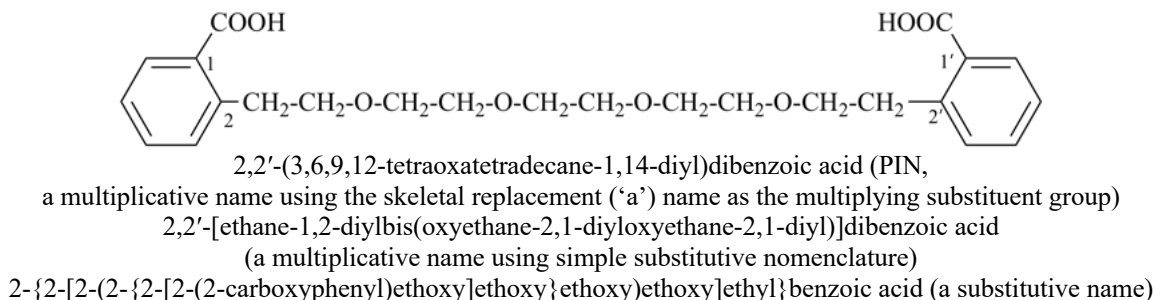 COOH HOOC
1 1′
2 CH₂-CH₂-O-CH₂-CH₂-O-CH₂-CH₂-O-CH₂-CH₂-O-CH₂-CH₂ 2′
2,2′-(3,6,9,12-tetraoxatetradecane-1,14-diyl)dibenzoic acid (PIN,
a multiplicative name using the skeletal replacement (‘a’) name as the multiplying substituent group)
2,2′-[ethane-1,2-diylbis(oxyethane-2,1-diyloxyethane-2,1-diyl)]dibenzoic acid
(a multiplicative name using simple substitutive nomenclature)
2-{2-[2-(2-{2-[2-(2-carboxyphenyl)ethoxy]ethoxy}ethoxy)ethoxy]ethyl}benzoic acid (a substitutive name)